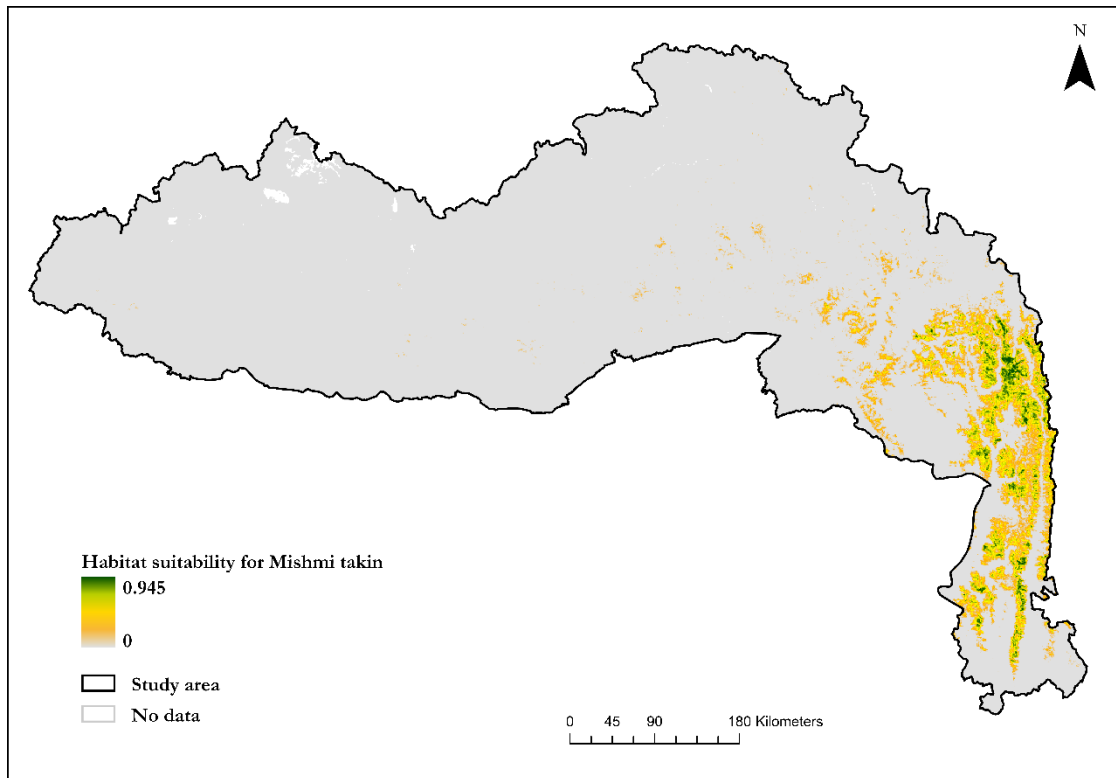 N
Habitat suitability for Mishmi takin
0.945
0
Study area
No data
0 45 90 180 Kilometers